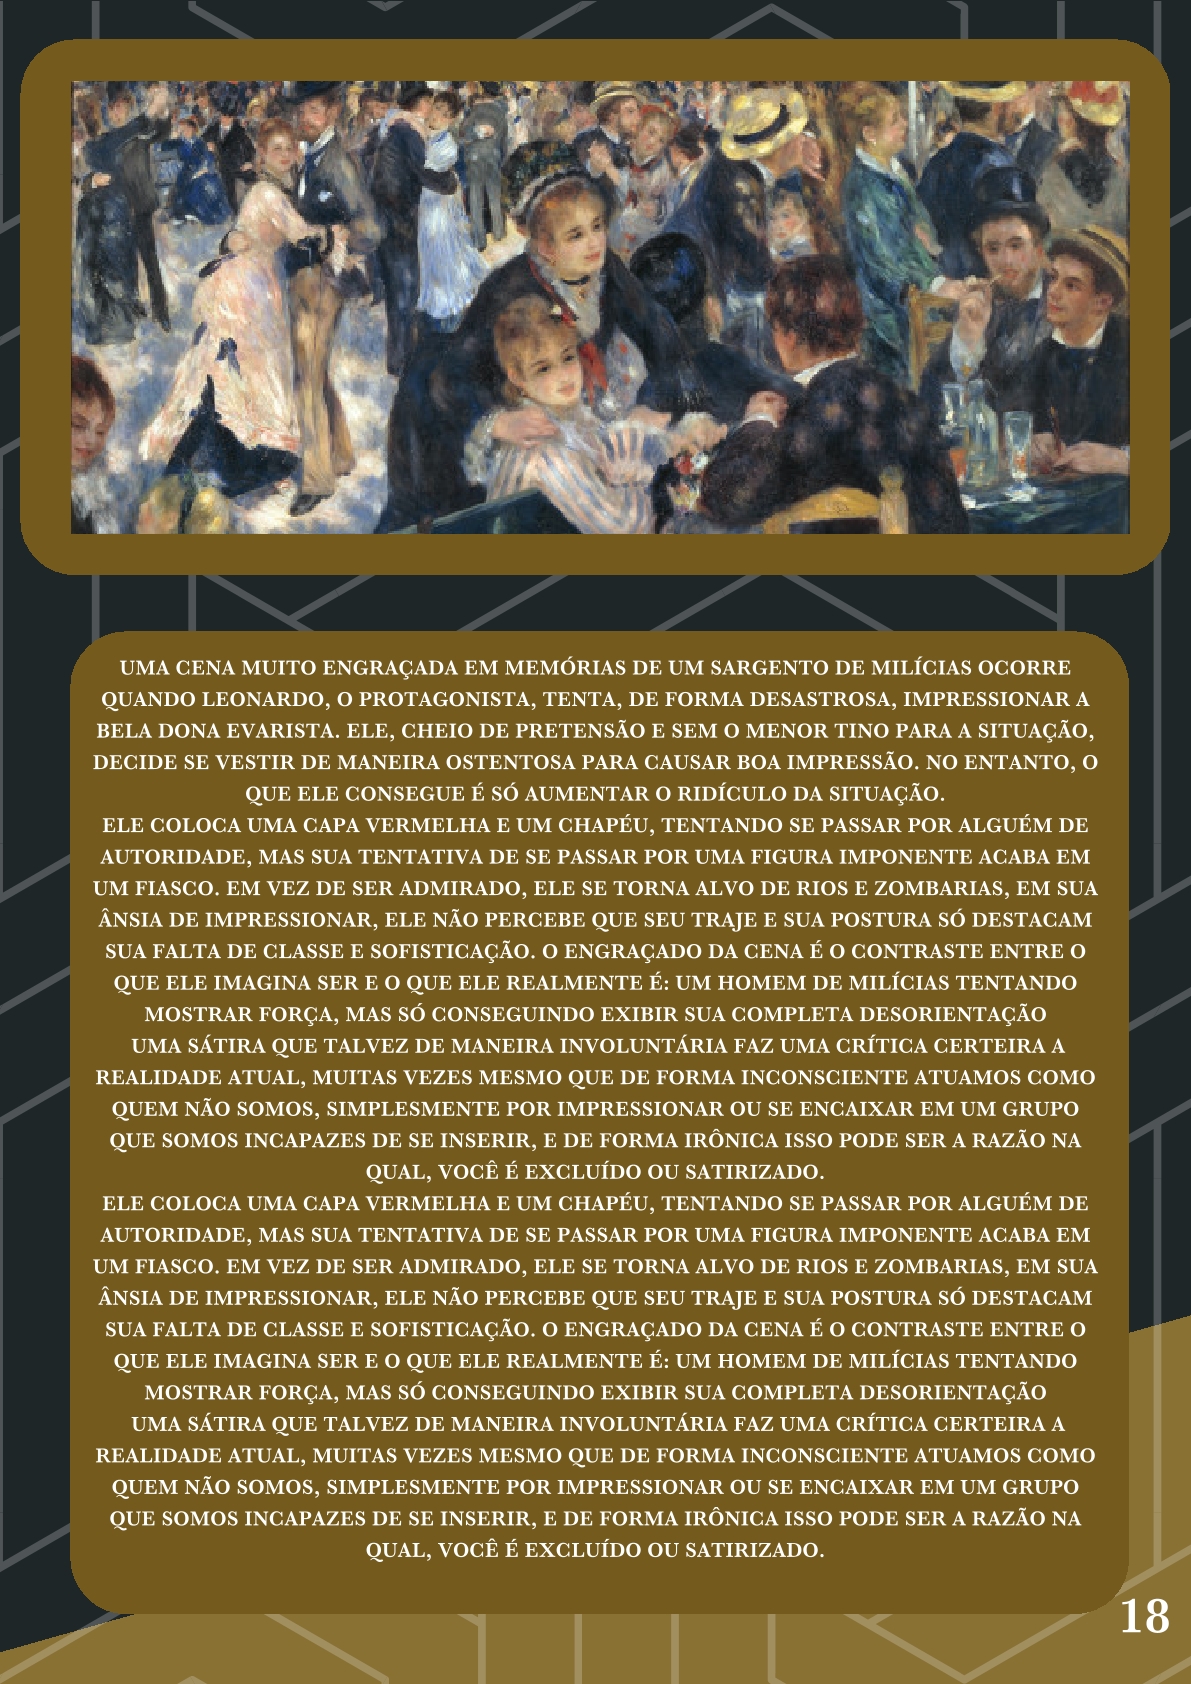 UMA CENA MUITO ENGRAÇADA EM MEMÓRIAS DE UM SARGENTO DE MILÍCIAS OCORRE
QUANDO LEONARDO, O PROTAGONISTA, TENTA, DE FORMA DESASTROSA, IMPRESSIONAR A
BELA DONA EVARISTA. ELE, CHEIO DE PRETENSÃO E SEM O MENOR TINO PARA A SITUAÇÃO,
DECIDE SE VESTIR DE MANEIRA OSTENTOSA PARA CAUSAR BOA IMPRESSÃO. NO ENTANTO, O
QUE ELE CONSEGUE É SÓ AUMENTAR O RIDÍCULO DA SITUAÇÃO.
ELE COLOCA UMA CAPA VERMELHA E UM CHAPÉU, TENTANDO SE PASSAR POR ALGUÉM DE
AUTORIDADE, MAS SUA TENTATIVA DE SE PASSAR POR UMA FIGURA IMPONENTE ACABA EM
UM FIASCO. EM VEZ DE SER ADMIRADO, ELE SE TORNA ALVO DE RIOS E ZOMBARIAS, EM SUA
ÂNSIA DE IMPRESSIONAR, ELE NÃO PERCEBE QUE SEU TRAJE E SUA POSTURA SÓ DESTACAM
SUA FALTA DE CLASSE E SOFISTICAÇÃO. O ENGRAÇADO DA CENA É O CONTRASTE ENTRE O
QUE ELE IMAGINA SER E O QUE ELE REALMENTE É: UM HOMEM DE MILÍCIAS TENTANDO
MOSTRAR FORÇA, MAS SÓ CONSEGUINDO EXIBIR SUA COMPLETA DESORIENTAÇÃO
UMA SÁTIRA QUE TALVEZ DE MANEIRA INVOLUNTÁRIA FAZ UMA CRÍTICA CERTEIRA A
REALIDADE ATUAL, MUITAS VEZES MESMO QUE DE FORMA INCONSCIENTE ATUAMOS COMO
QUEM NÃO SOMOS, SIMPLESMENTE POR IMPRESSIONAR OU SE ENCAIXAR EM UM GRUPO
QUE SOMOS INCAPAZES DE SE INSERIR, E DE FORMA IRÔNICA ISSO PODE SER A RAZÃO NA
QUAL, VOCÊ É EXCLUÍDO OU SATIRIZADO.
ELE COLOCA UMA CAPA VERMELHA E UM CHAPÉU, TENTANDO SE PASSAR POR ALGUÉM DE
AUTORIDADE, MAS SUA TENTATIVA DE SE PASSAR POR UMA FIGURA IMPONENTE ACABA EM
UM FIASCO. EM VEZ DE SER ADMIRADO, ELE SE TORNA ALVO DE RIOS E ZOMBARIAS, EM SUA
ÂNSIA DE IMPRESSIONAR, ELE NÃO PERCEBE QUE SEU TRAJE E SUA POSTURA SÓ DESTACAM
SUA FALTA DE CLASSE E SOFISTICAÇÃO. O ENGRAÇADO DA CENA É O CONTRASTE ENTRE O
QUE ELE IMAGINA SER E O QUE ELE REALMENTE É: UM HOMEM DE MILÍCIAS TENTANDO
MOSTRAR FORÇA, MAS SÓ CONSEGUINDO EXIBIR SUA COMPLETA DESORIENTAÇÃO
UMA SÁTIRA QUE TALVEZ DE MANEIRA INVOLUNTÁRIA FAZ UMA CRÍTICA CERTEIRA A
REALIDADE ATUAL, MUITAS VEZES MESMO QUE DE FORMA INCONSCIENTE ATUAMOS COMO
QUEM NÃO SOMOS, SIMPLESMENTE POR IMPRESSIONAR OU SE ENCAIXAR EM UM GRUPO
QUE SOMOS INCAPAZES DE SE INSERIR, E DE FORMA IRÔNICA ISSO PODE SER A RAZÃO NA
QUAL, VOCÊ É EXCLUÍDO OU SATIRIZADO.
18